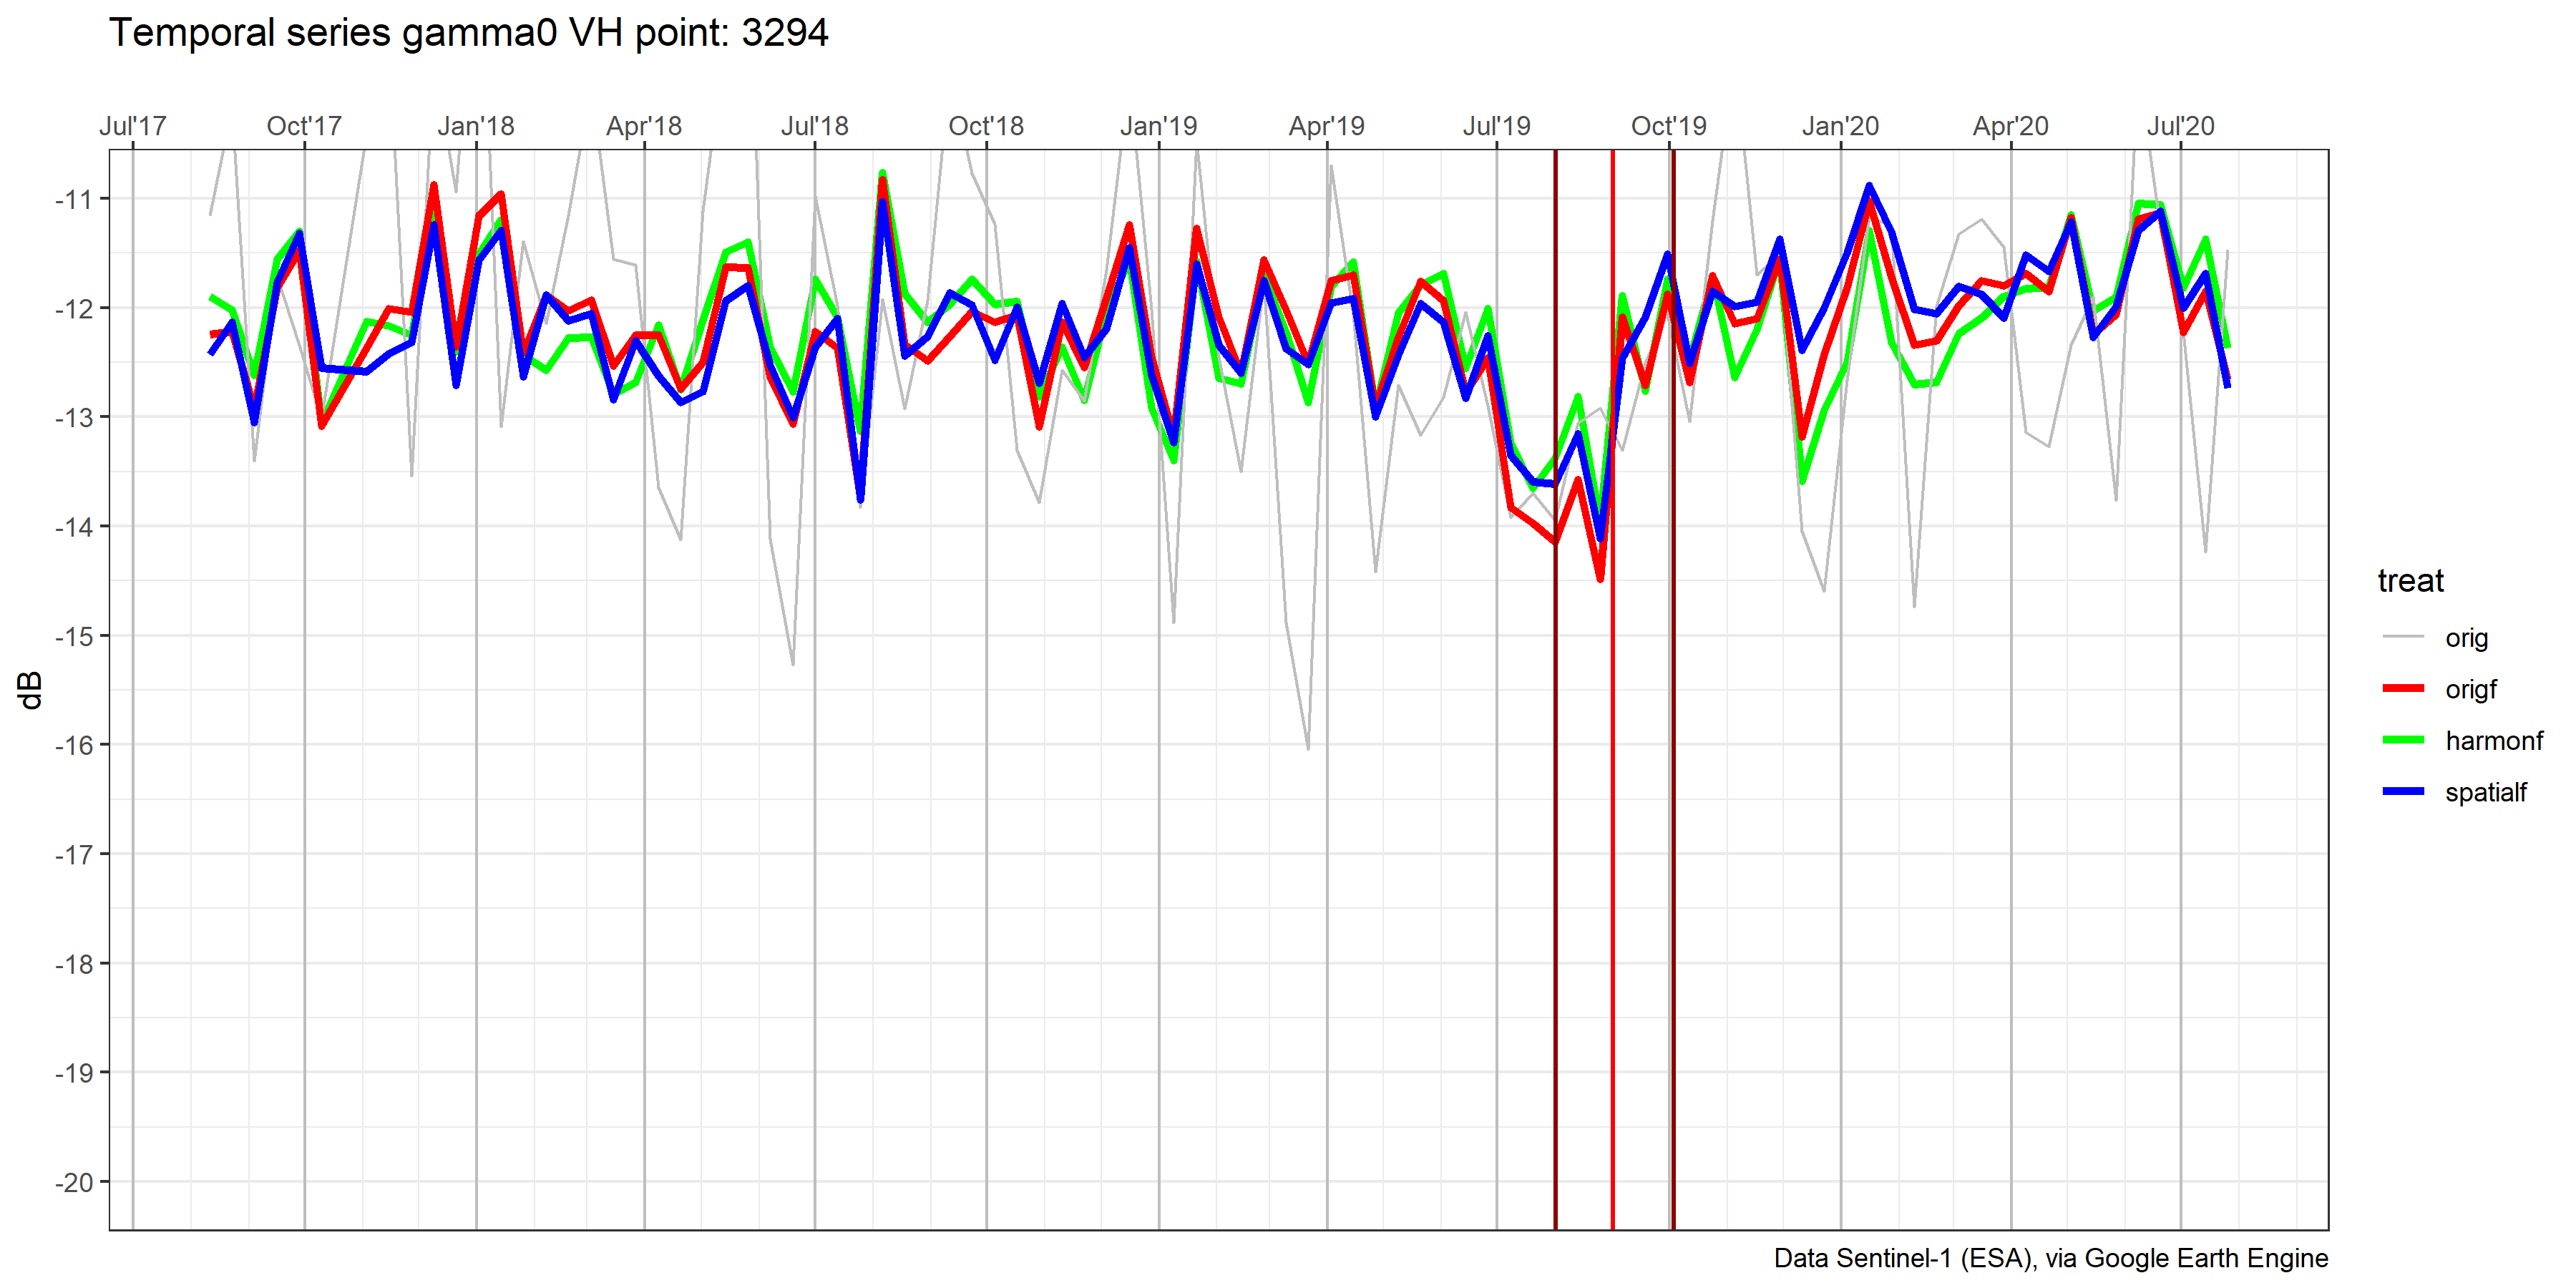 Temporal series gamma0 VH point: 3294
Jul'17 Oct'17 Jan'18 Apr'18 Jul'18 Oct'18 Jan'19 Apr'19 Jul'19 Oct'19 Jan'20 Apr'20 Jul'20
-11
-12
-13
-14
-15
-16
-17
-18
-19
-20
dB
treat
orig
origf
harmonf
spatialf
Data Sentinel-1 (ESA), via Google Earth Engine